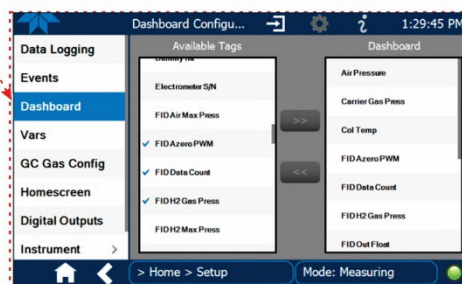 Dashboard Configu...
1:29:45 PM
Data Logging
Events
Dashboard
Vars
GC Gas Config
Homescreen
Digital Outputs
Instrument >
Available Tags
Electrometer S/N
FID Air Max Press
FID Azero PWM
FID Data Count
FID H2 Gas Press
FID H2 Max Press
>>
<<
Dashboard
Air Pressure
Carrier Gas Press
Col Temp
FID Azero PWM
FID Data Count
FID H2 Gas Press
FID Out Float
> Home > Setup
Mode: Measuring